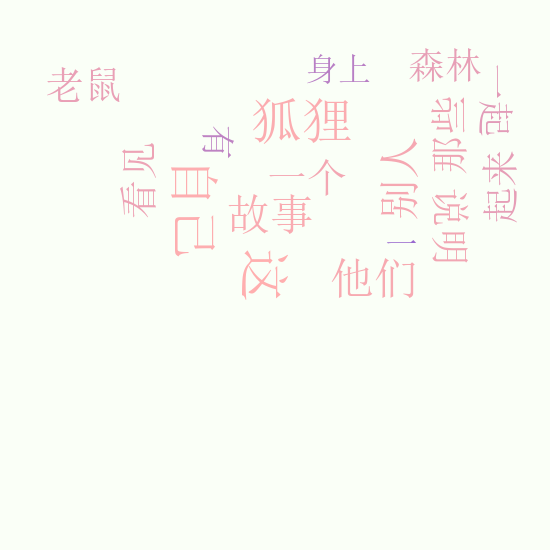 老鼠
身上
森林
一起
狐狸
那些
有
别人
看见
自己
一个
起来
故事
说明
一
这
他们